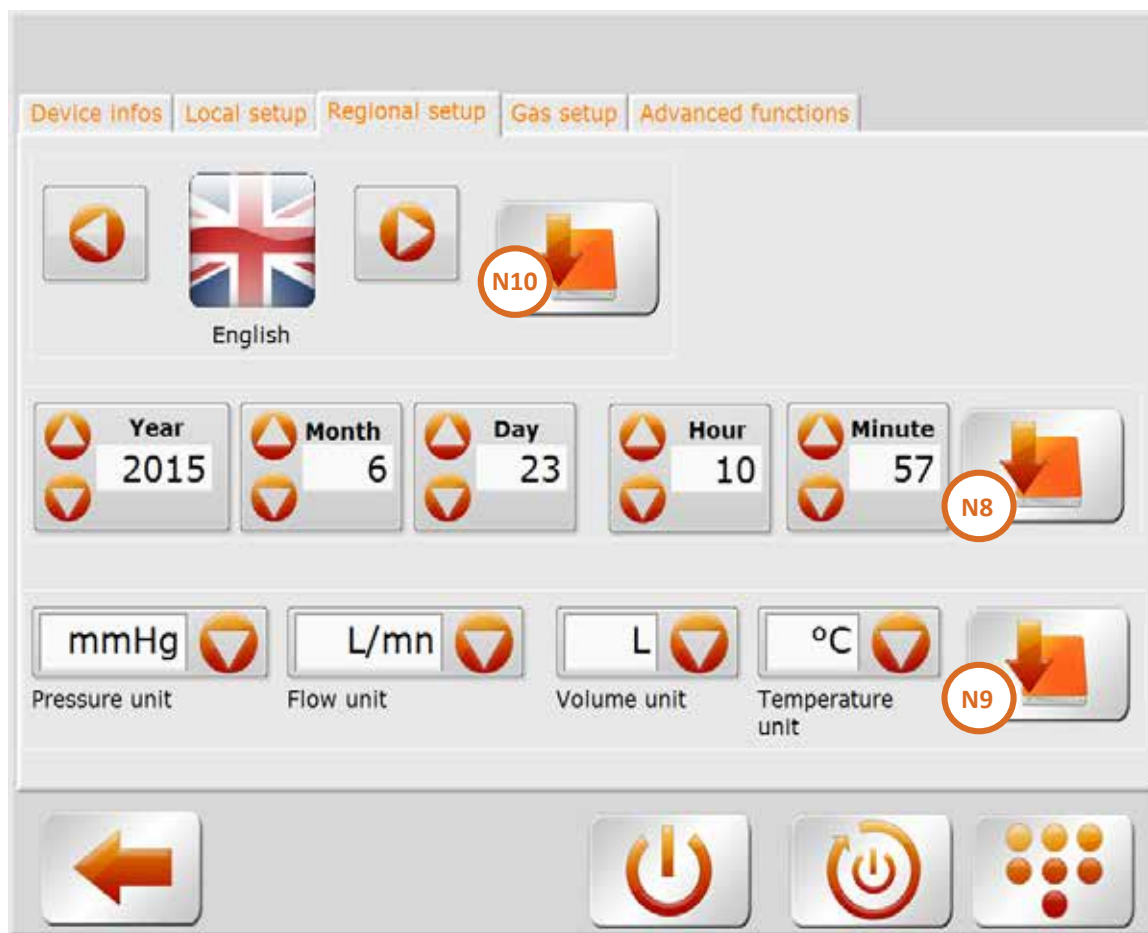 Device infos Local setup Regional setup Gas setup Advanced functions
N10
English
Year Month Day Hour Minute
2015 6 23 10 57
N8
mmHg L/mn L ºC
Pressure unit Flow unit Volume unit Temperature
unit
N9